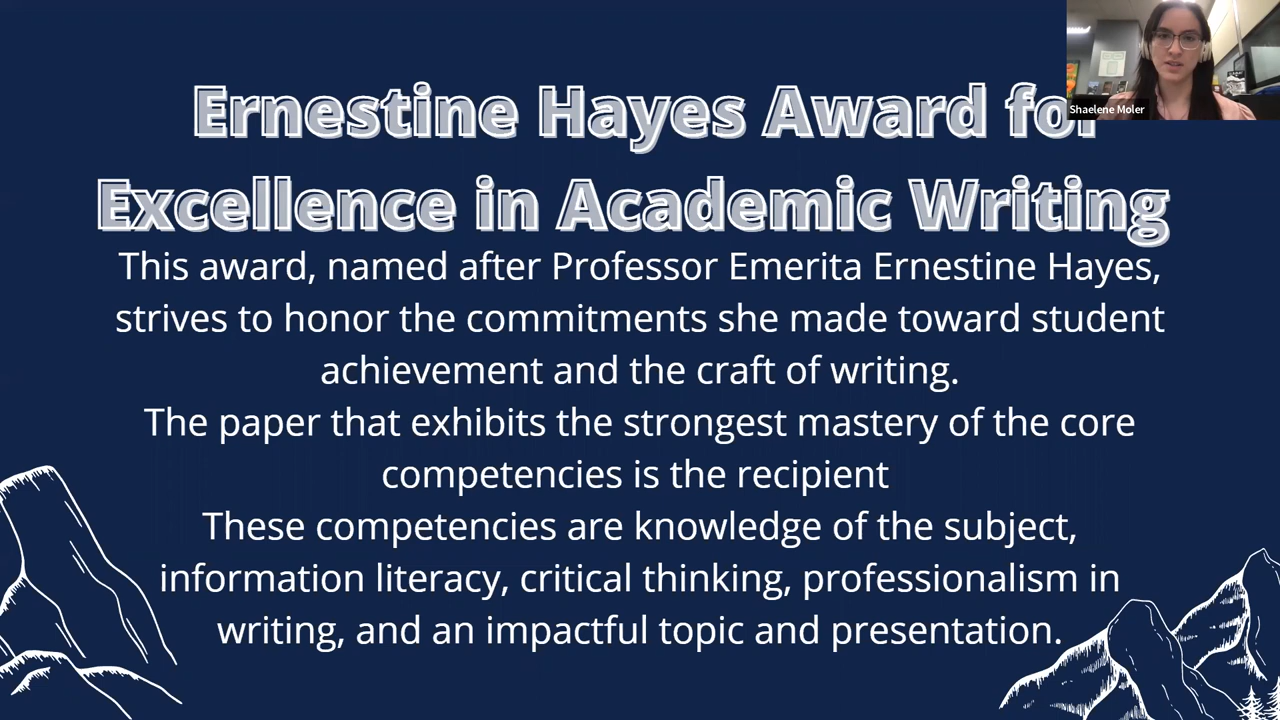 Ernestine Hayes Award for
Shaelene Moler
Excellence in Academic Writing
This award, named after Professor Emerita Ernestine Hayes,
strives to honor the commitments she made toward student
achievement and the craft of writing.
The paper that exhibits the strongest mastery of the core
competencies is the recipient
These competencies are knowledge of the subject,
information literacy, critical thinking, professionalism in
writing, and an impactful topic and presentation.